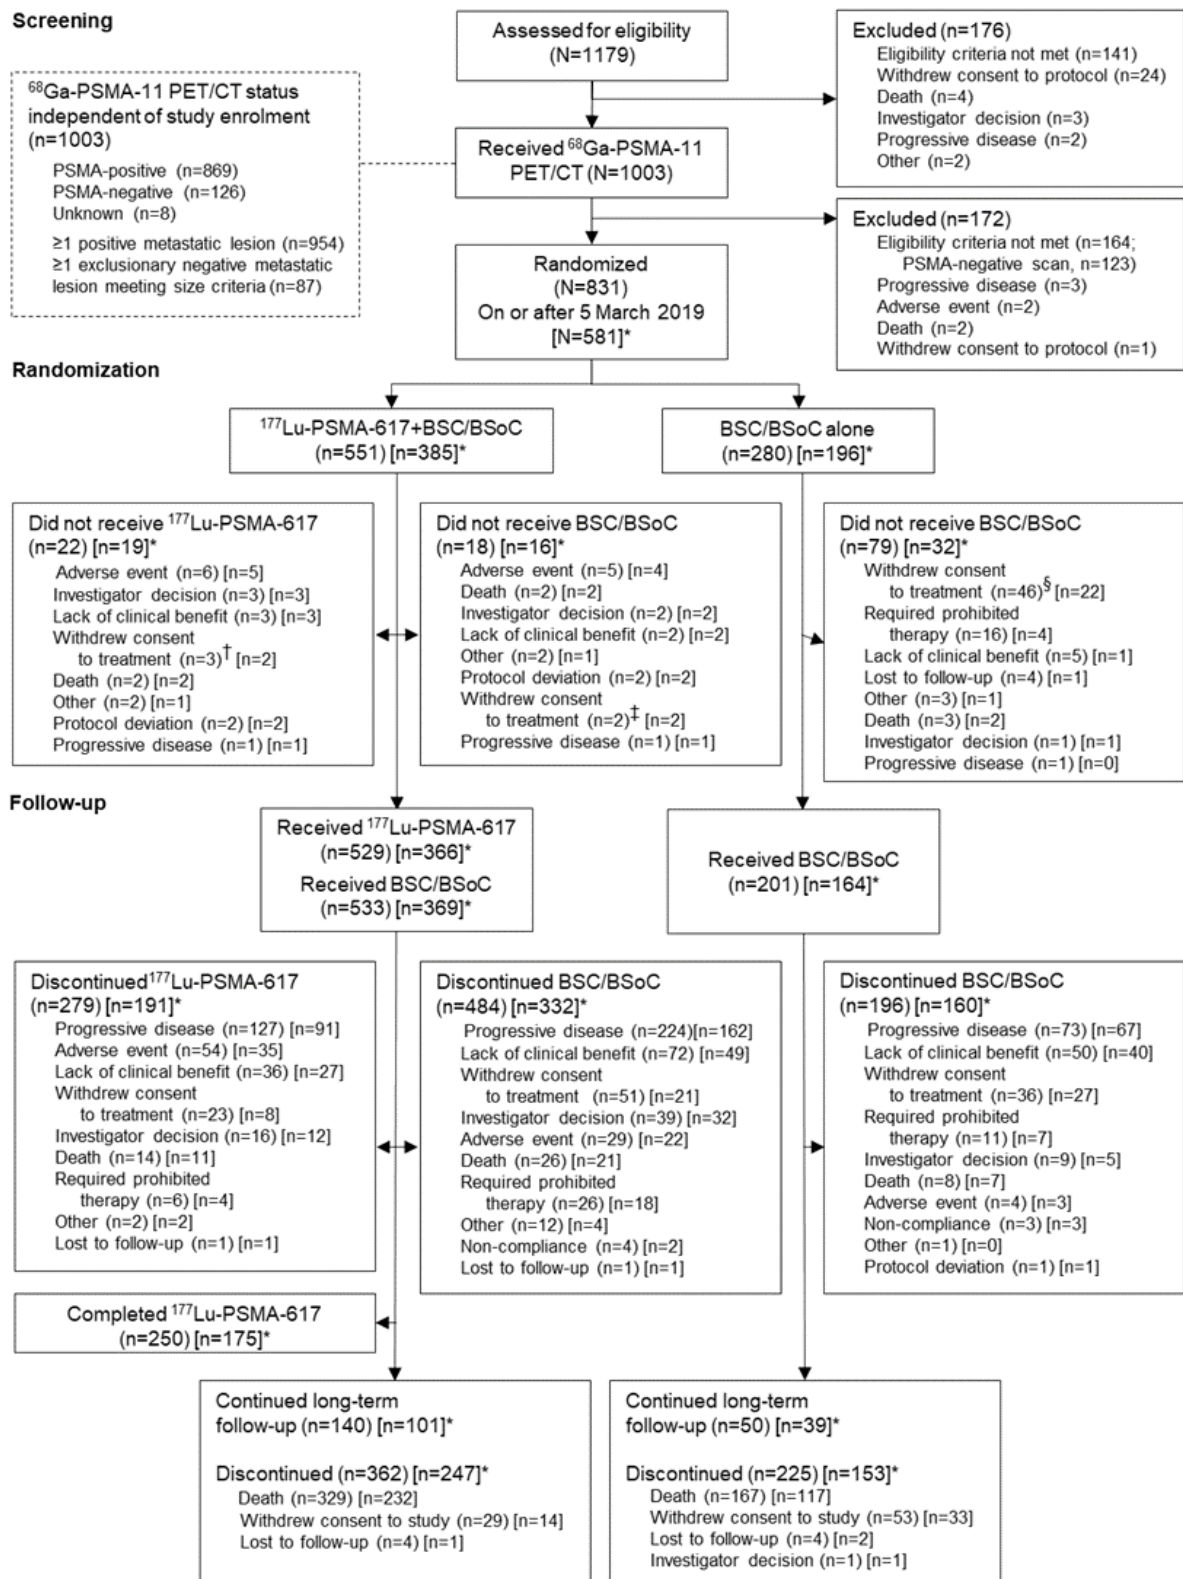 Screening
Assessed for eligibility
(N=1179)
Excluded (n=176)
Eligibility criteria not met (n=141)
Withdrew consent to protocol (n=24)
Death (n=4)
Investigator decision (n=3)
Progressive disease (n=2)
Other (n=2)
⁶⁸Ga-PSMA-11 PET/CT status
independent of study enrolment
(n=1003)
PSMA-positive (n=869)
PSMA-negative (n=126)
Unknown (n=8)
≥1 positive metastatic lesion (n=954)
≥1 exclusionary negative metastatic
lesion meeting size criteria (n=87)
Received ⁶⁸Ga-PSMA-11
PET/CT (N=1003)
Excluded (n=172)
Eligibility criteria not met (n=164;
PSMA-negative scan, n=123)
Progressive disease (n=3)
Adverse event (n=2)
Death (n=2)
Withdrew consent to protocol (n=1)
Randomized
(N=831)
On or after 5 March 2019
[N=581]*
Randomization
¹⁷⁷Lu-PSMA-617+BSC/BSoC
(n=551) [n=385]*
BSC/BSoC alone
(n=280) [n=196]*
Did not receive ¹⁷⁷Lu-PSMA-617
(n=22) [n=19]*
Adverse event (n=6) [n=5]
Investigator decision (n=3) [n=3]
Lack of clinical benefit (n=3) [n=3]
Withdrew consent
to treatment (n=3)† [n=2]
Death (n=2) [n=2]
Other (n=2) [n=1]
Protocol deviation (n=2) [n=2]
Progressive disease (n=1) [n=1]
Did not receive BSC/BSoC
(n=18) [n=16]*
Adverse event (n=5) [n=4]
Death (n=2) [n=2]
Investigator decision (n=2) [n=2]
Lack of clinical benefit (n=2) [n=2]
Other (n=2) [n=1]
Protocol deviation (n=2) [n=2]
Withdrew consent
to treatment (n=2)‡ [n=2]
Progressive disease (n=1) [n=1]
Did not receive BSC/BSoC
(n=79) [n=32]*
Withdrew consent
to treatment (n=46)§ [n=22]
Required prohibited
therapy (n=16) [n=4]
Lack of clinical benefit (n=5) [n=1]
Lost to follow-up (n=4) [n=1]
Other (n=3) [n=1]
Death (n=3) [n=2]
Investigator decision (n=1) [n=1]
Progressive disease (n=1) [n=0]
Follow-up
Received ¹⁷⁷Lu-PSMA-617
(n=529) [n=366]*
Received BSC/BSoC
(n=533) [n=369]*
Received BSC/BSoC
(n=201) [n=164]*
Discontinued ¹⁷⁷Lu-PSMA-617
(n=279) [n=191]*
Progressive disease (n=127) [n=91]
Adverse event (n=54) [n=35]
Lack of clinical benefit (n=36) [n=27]
Withdrew consent
to treatment (n=23) [n=8]
Investigator decision (n=16) [n=12]
Death (n=14) [n=11]
Required prohibited
therapy (n=6) [n=4]
Other (n=2) [n=2]
Lost to follow-up (n=1) [n=1]
Discontinued BSC/BSoC
(n=484) [n=332]*
Progressive disease (n=224)[n=162]
Lack of clinical benefit (n=72) [n=49]
Withdrew consent
to treatment (n=51) [n=21]
Investigator decision (n=39) [n=32]
Adverse event (n=29) [n=22]
Death (n=26) [n=21]
Required prohibited
therapy (n=26) [n=18]
Other (n=12) [n=4]
Non-compliance (n=4) [n=2]
Lost to follow-up (n=1) [n=1]
Discontinued BSC/BSoC
(n=196) [n=160]*
Progressive disease (n=73) [n=67]
Lack of clinical benefit (n=50) [n=40]
Withdrew consent
to treatment (n=36) [n=27]
Required prohibited
therapy (n=11) [n=7]
Investigator decision (n=9) [n=5]
Death (n=8) [n=7]
Adverse event (n=4) [n=3]
Non-compliance (n=3) [n=3]
Other (n=1) [n=0]
Protocol deviation (n=1) [n=1]
Completed ¹⁷⁷Lu-PSMA-617
(n=250) [n=175]*
Continued long-term
follow-up (n=140) [n=101]*
Discontinued (n=362) [n=247]*
Death (n=329) [n=232]
Withdrew consent to study (n=29) [n=14]
Lost to follow-up (n=4) [n=1]
Continued long-term
follow-up (n=50) [n=39]*
Discontinued (n=225) [n=153]*
Death (n=167) [n=117]
Withdrew consent to study (n=53) [n=33]
Lost to follow-up (n=4) [n=2]
Investigator decision (n=1) [n=1]